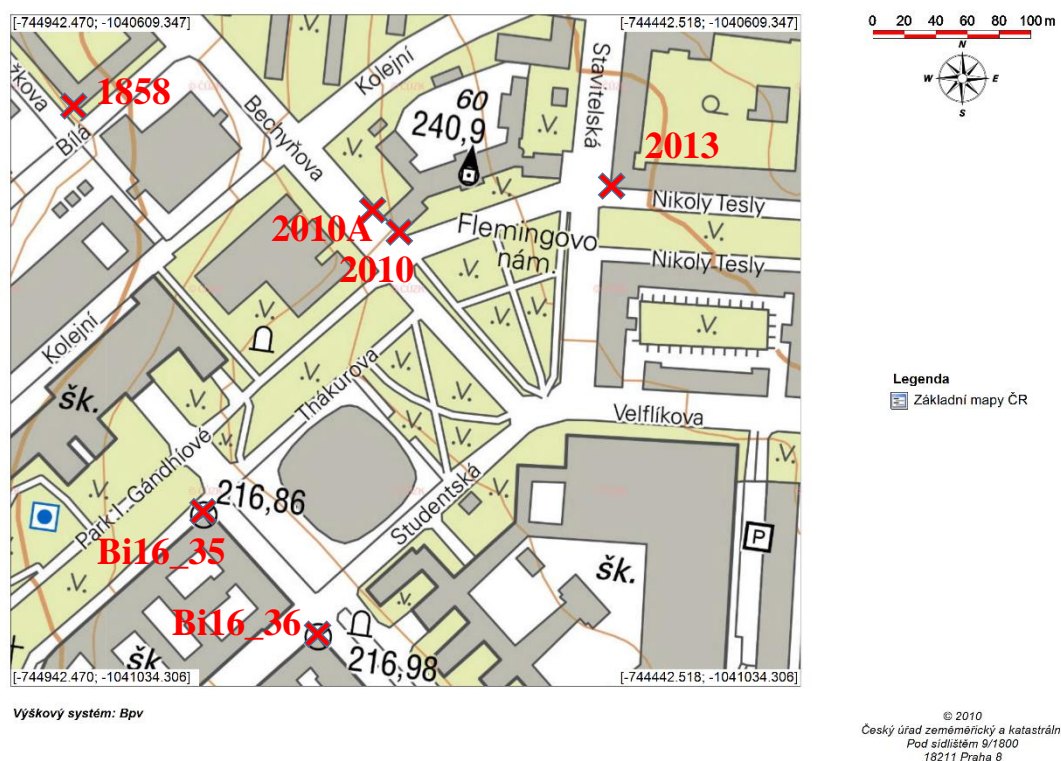 [-744942.470; -1040609.347]
[-744442.518; -1040609.347]
0 20 40 60 80 100 m
N
W E
S
žkova
1858
Bílá
Kolejní
Bechyňova
60
240,9
Stavitelská
2013
Nikoly Tesly
2010A
2010
Flemingovo
nám.
Nikoly Tesly
Kolejní
Thákurova
Velflíkova
šk.
Park I. Gándhiové
Studentská
216,86
Bi16_35
P
šk.
Bi16_36
216,98
šk.
[-744942.470; -1041034.306]
[-744442.518; -1041034.306]
Legenda
Základní mapy ČR
Výškový systém: Bpv
© 2010
Český úřad zeměměřický a katastráln
Pod sídlištěm 9/1800
18211 Praha 8